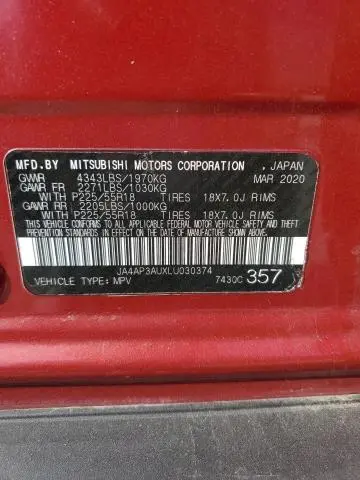 MFD.BY MITSUBISHI MOTORS CORPORATION , JAPAN
GVWR 4343LBS/1970KG MAR 2020
GAWR FR 2271LBS/1030KG
WITH P225/55R18 TIRES 18X7.0J RIMS
GAWR RR 2205LBS/1000KG
WITH P225/55R18 TIRES 18X7.0J RIMS
THIS VEHICLE CONFORMS TO ALL APPLICABLE
FEDERAL MOTOR VEHICLE SAFETY STANDARDS
IN EFFECT ON THE DATE OF MANUFACTURE SHOWN ABOVE.
JA4AP3AUXLU030374
VEHICLE TYPE: MPV 7430C 357